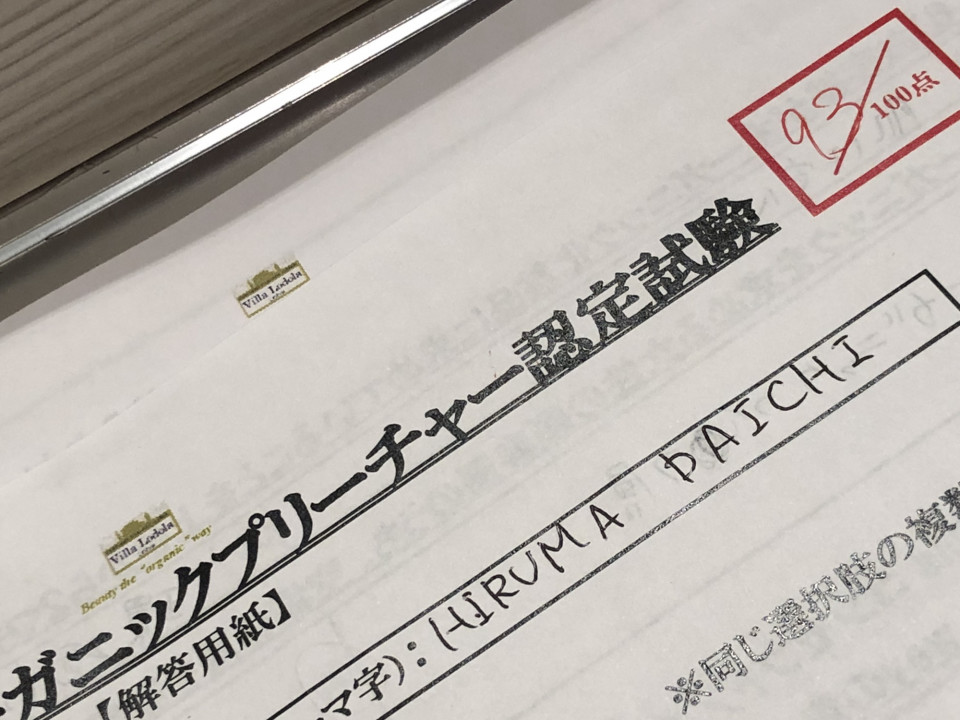 93/100点
Villa Lodola
ガニックプリーチャー認定試験
Villa Lodola
Beauty the "organic" way
【解答用紙】
マ字）：HIRUMA DAICHI
※同じ選択肢の複数